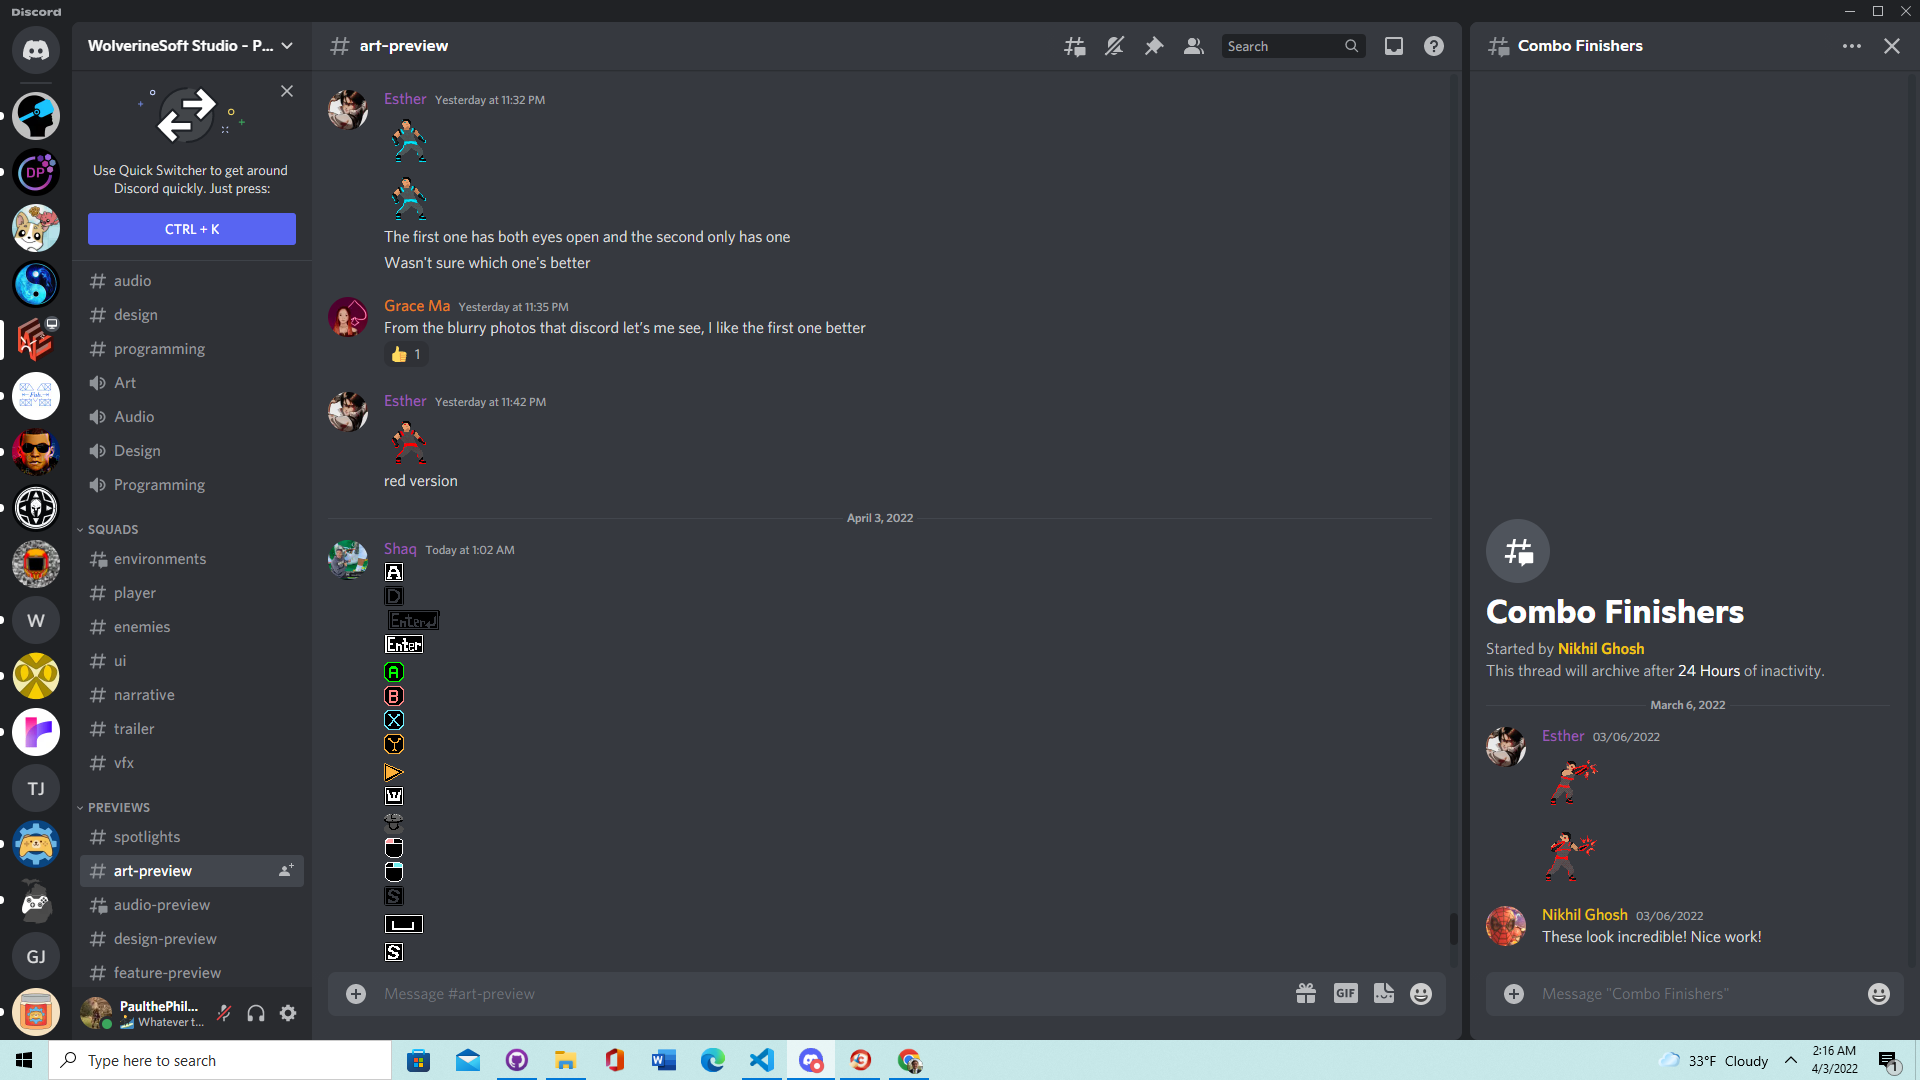 Discord
WolverineSoft Studio - P...
Use Quick Switcher to get around
Discord quickly. Just press:
CTRL + K
audio
design
programming
Art
Audio
Design
Programming
SQUADS
environments
player
enemies
ui
narrative
trailer
vfx
PREVIEWS
spotlights
art-preview
audio-preview
design-preview
feature-preview
PaulthePhil...
Whatever t...
DP
W
TJ
GJ
art-preview
Search
Esther Yesterday at 11:32 PM
The first one has both eyes open and the second only has one
Wasn't sure which one's better
Grace Ma Yesterday at 11:35 PM
From the blurry photos that discord let's me see, I like the first one better
1
Esther Yesterday at 11:42 PM
red version
April 3, 2022
Shaq Today at 1:02 AM
A
D
Enter
Enter
A
B
X
Y
W
S
S
Message #art-preview
GIF
Combo Finishers
Combo Finishers
Started by Nikhil Ghosh
This thread will archive after 24 Hours of inactivity.
March 6, 2022
Esther 03/06/2022
Nikhil Ghosh 03/06/2022
These look incredible! Nice work!
Message "Combo Finishers"
Type here to search
33°F Cloudy
2:16 AM
4/3/2022
1